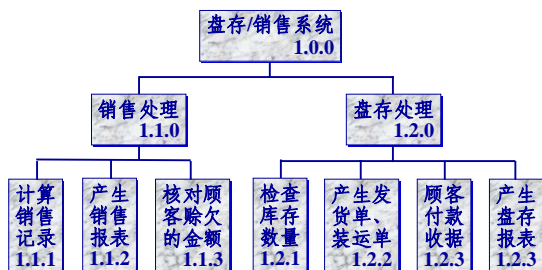 盘存/销售系统
1.0.0
销售处理
1.1.0
盘存处理
1.2.0
计算
销售
记录
1.1.1
产生
销售
报表
1.1.2
核对顾
客赊欠
的金额
1.1.3
检查
库存
数量
1.2.1
产生发
货单、
装运单
1.2.2
顾客
付款
收据
1.2.3
产生
盘存
报表
1.2.3